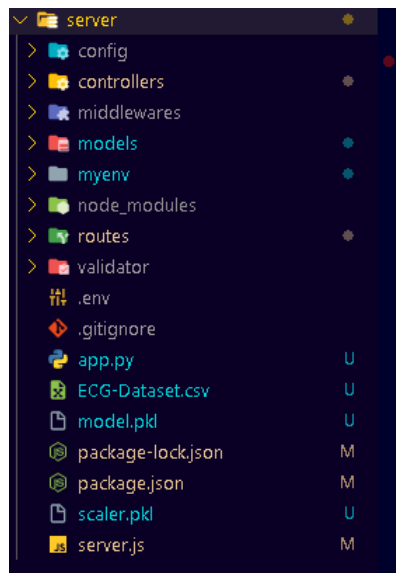 server
config
controllers
middlewares
models
myenv
node_modules
routes
validator
.env
.gitignore
app.py U
ECG-Dataset.csv U
model.pkl U
package-lock.json M
package.json M
scaler.pkl U
JS server.js M